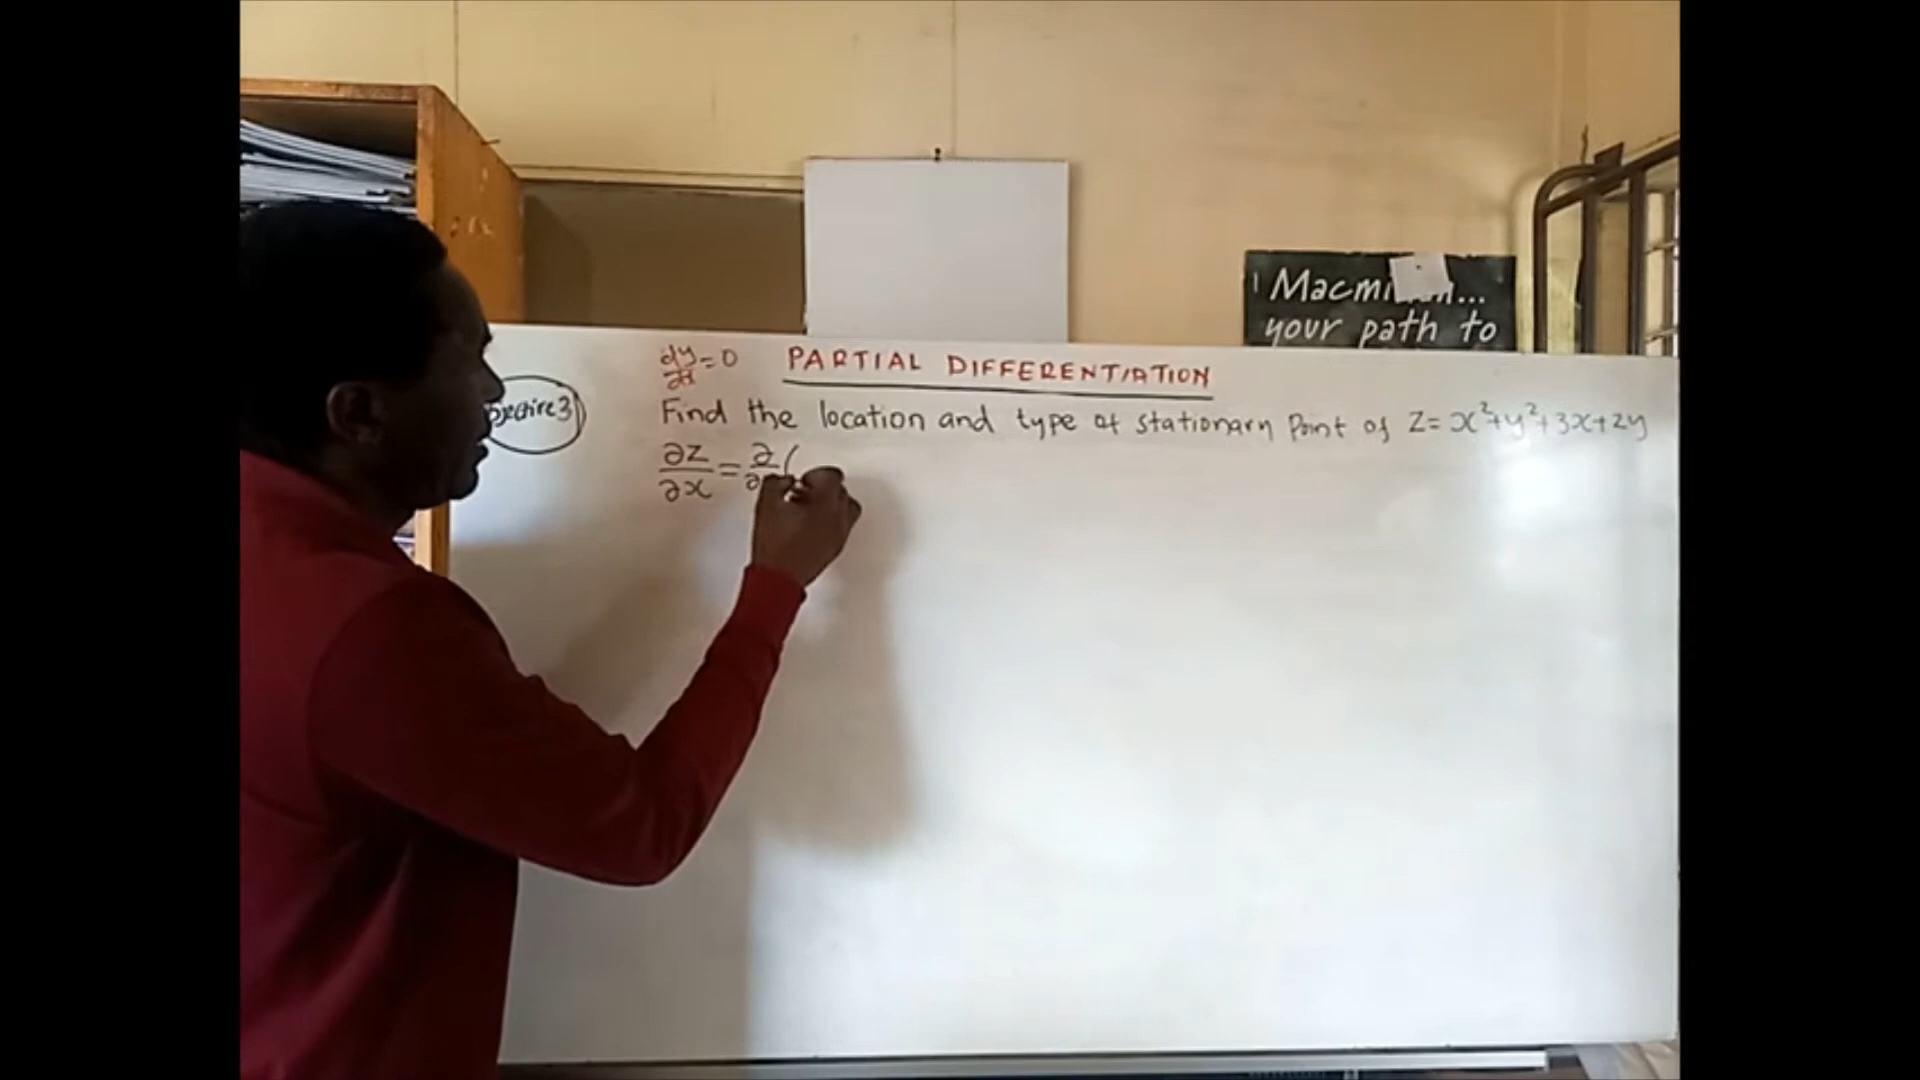 Macmi...
your path to
dy/dx = 0 PARTIAL DIFFERENTIATION
Find the location and type of stationary Point of Z = x²+y²+3x+2y
∂Z/∂x = ∂/∂ (